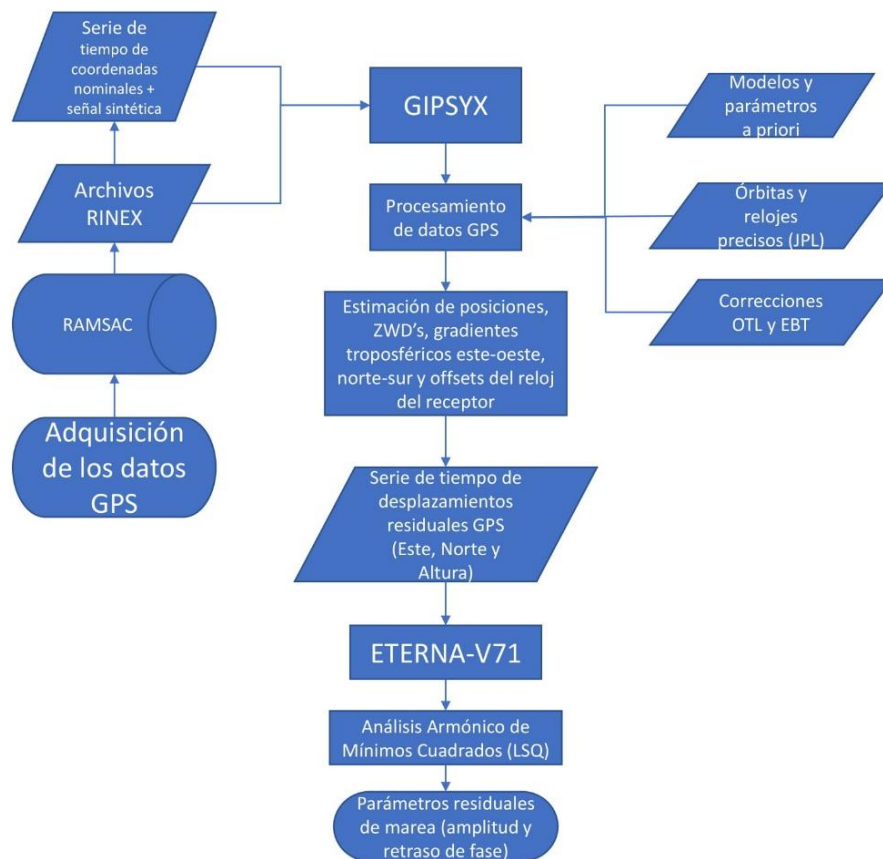 Serie de
tiempo de
coordenadas
nominales +
señal sintética
Archivos
RINEX
RAMSAC
Adquisición
de los datos
GPS
GIPSYX
Procesamiento
de datos GPS
Modelos y
parámetros
a priori
Órbitas y
relojes
precisos (JPL)
Correcciones
OTL y EBT
Estimación de posiciones,
ZWD’s, gradientes
troposféricos este-oeste,
norte-sur y offsets del reloj
del receptor
Serie de tiempo de
desplazamientos
residuales GPS
(Este, Norte y
Altura)
ETERNA-V71
Análisis Armónico de
Mínimos Cuadrados (LSQ)
Parámetros residuales
de marea (amplitud y
retraso de fase)